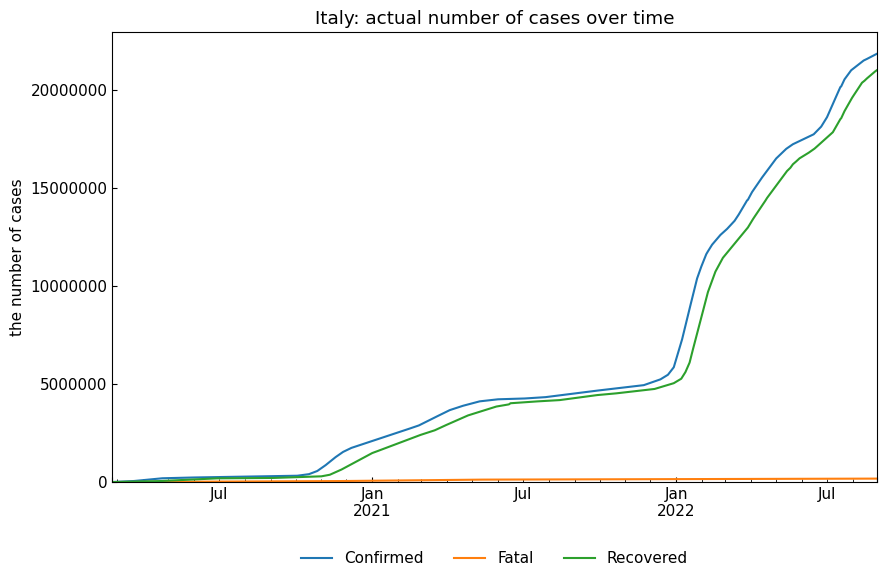 Italy: actual number of cases over time
the number of cases
20000000
15000000
10000000
5000000
0
Jul
Jan
2021
Jul
Jan
2022
Jul
Confirmed
Fatal
Recovered